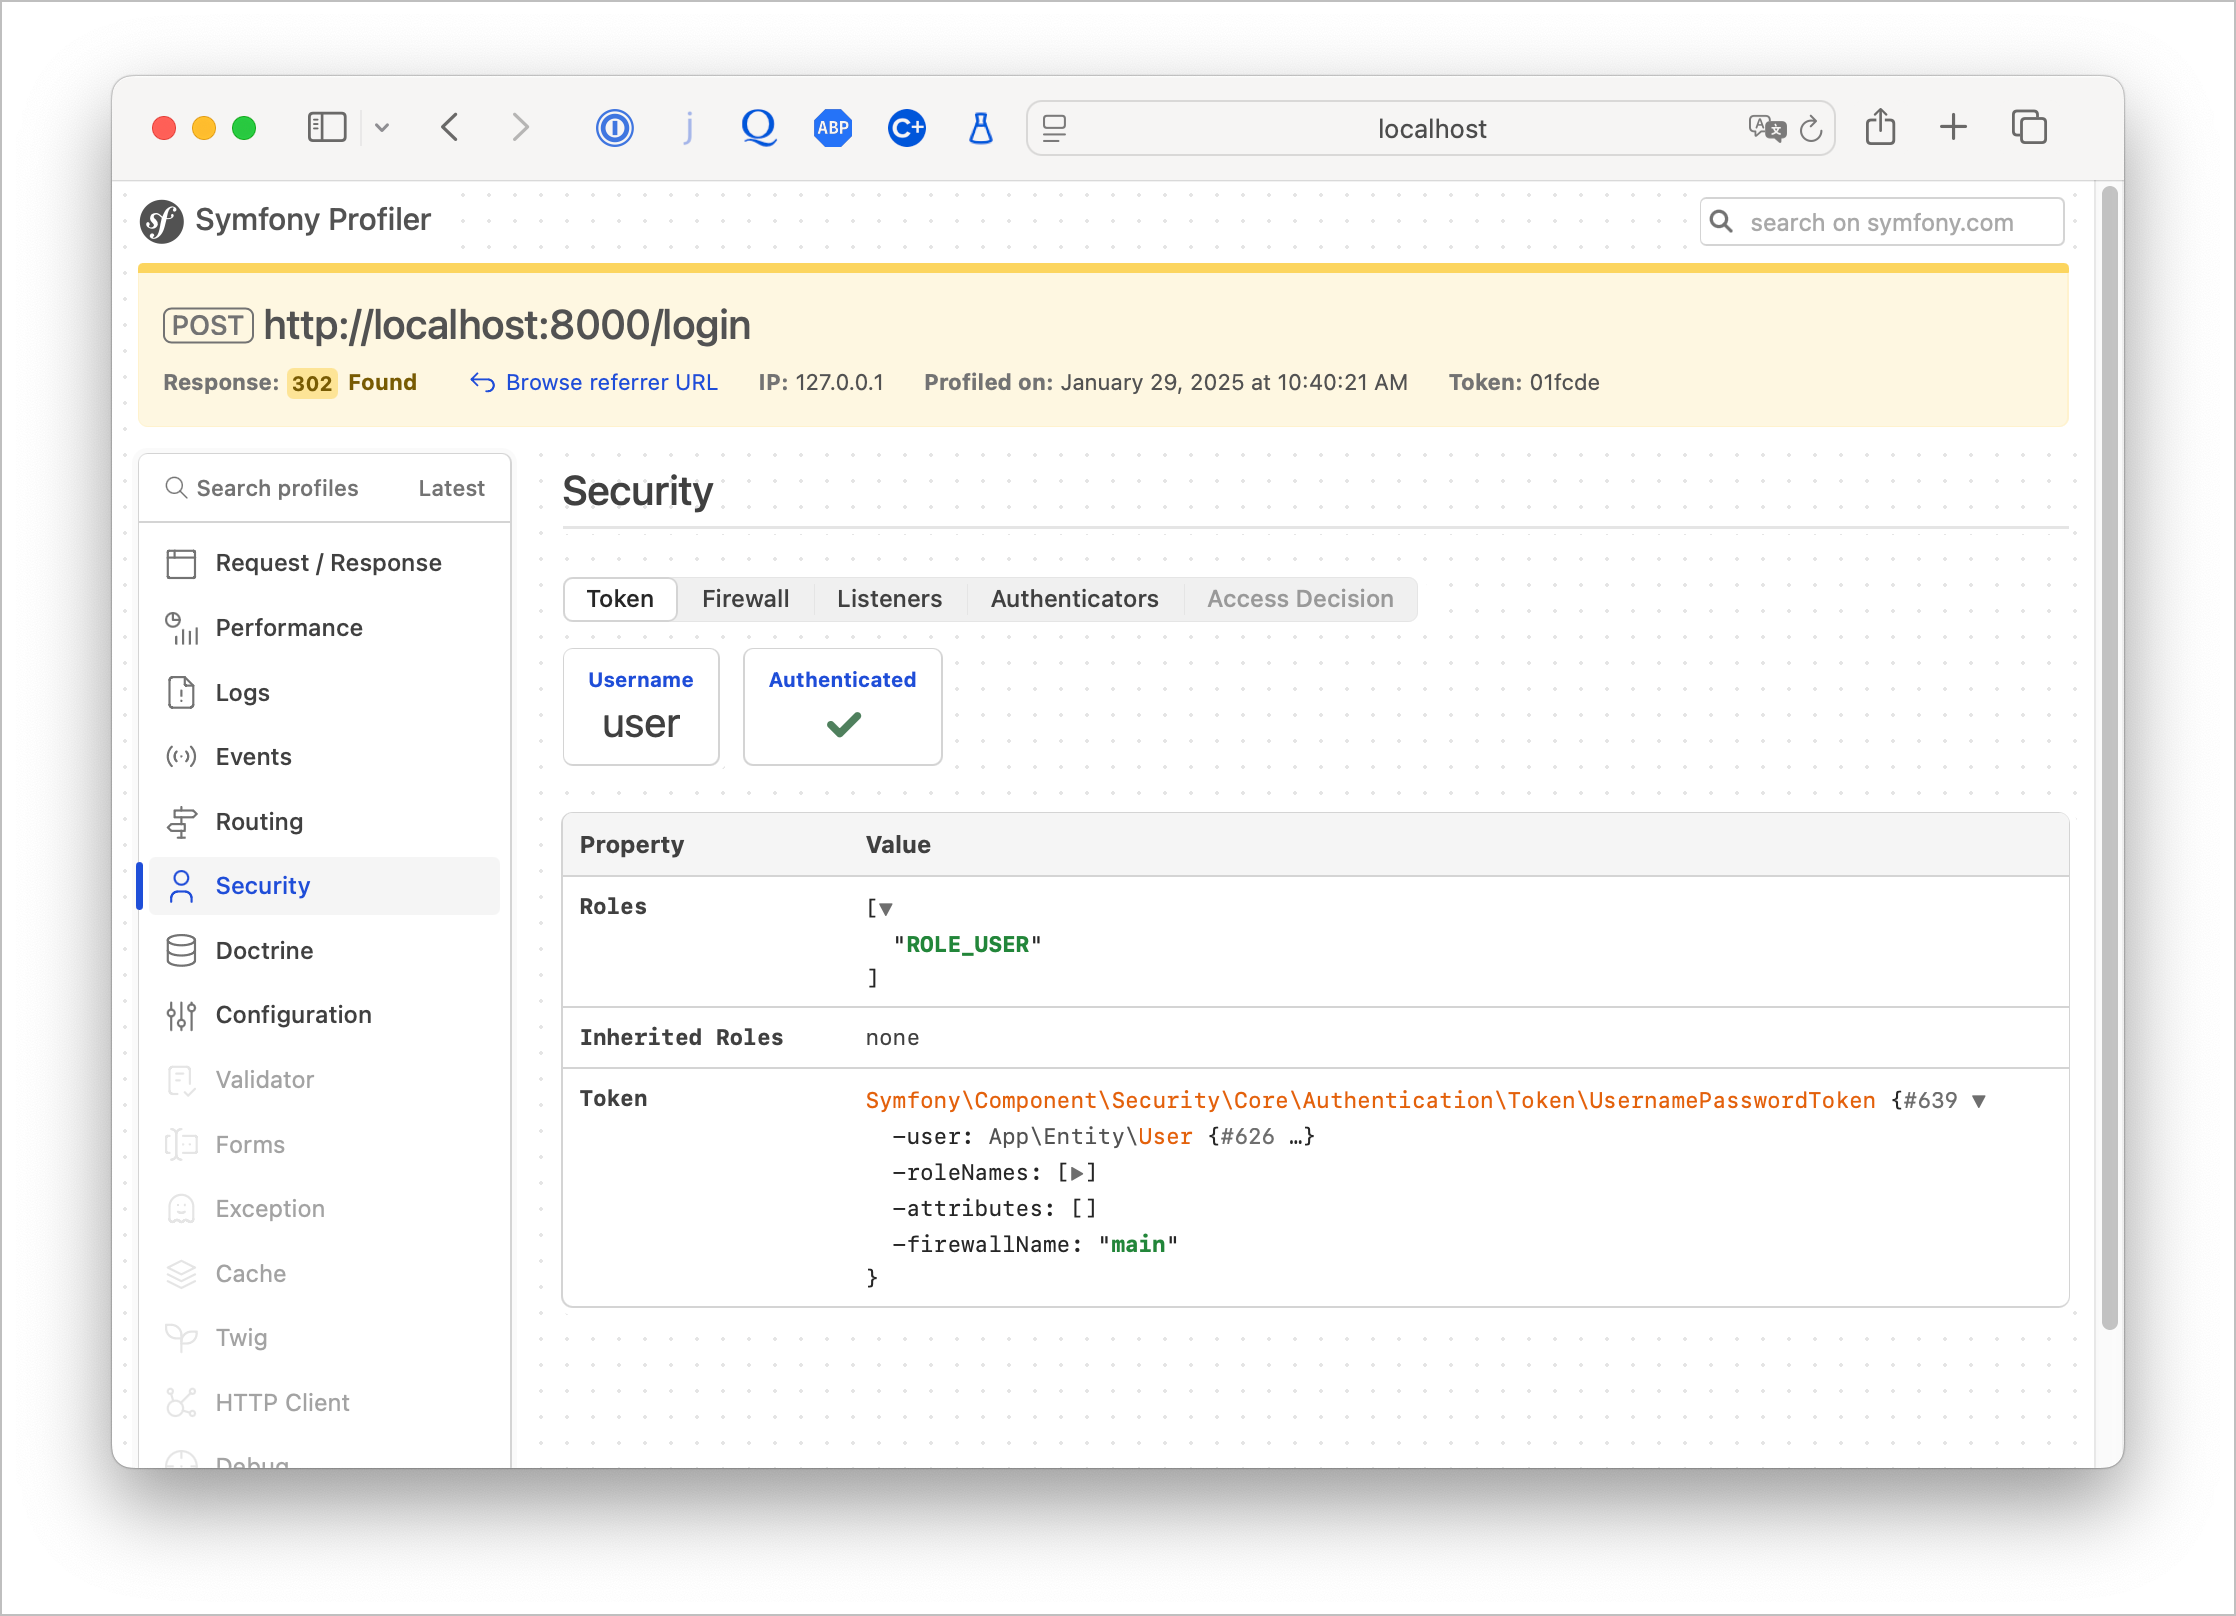 localhost
ABP
C+
Symfony Profiler
search on symfony.com
POST http://localhost:8000/login
Response: 302 Found Browse referrer URL IP: 127.0.0.1 Profiled on: January 29, 2025 at 10:40:21 AM Token: 01fcde
Search profiles Latest
Request / Response
Performance
Logs
Events
Routing
Security
Doctrine
Configuration
Validator
Forms
Exception
Cache
Twig
HTTP Client
Debug
Security
Token Firewall Listeners Authenticators Access Decision
Username
user
Authenticated
Property Value
Roles [▼
"ROLE_USER"
]
Inherited Roles none
Token Symfony\Component\Security\Core\Authentication\Token\UsernamePasswordToken {#639 ▼
-user: App\Entity\User {#626 …}
-roleNames: [▶]
-attributes: []
-firewallName: "main"
}